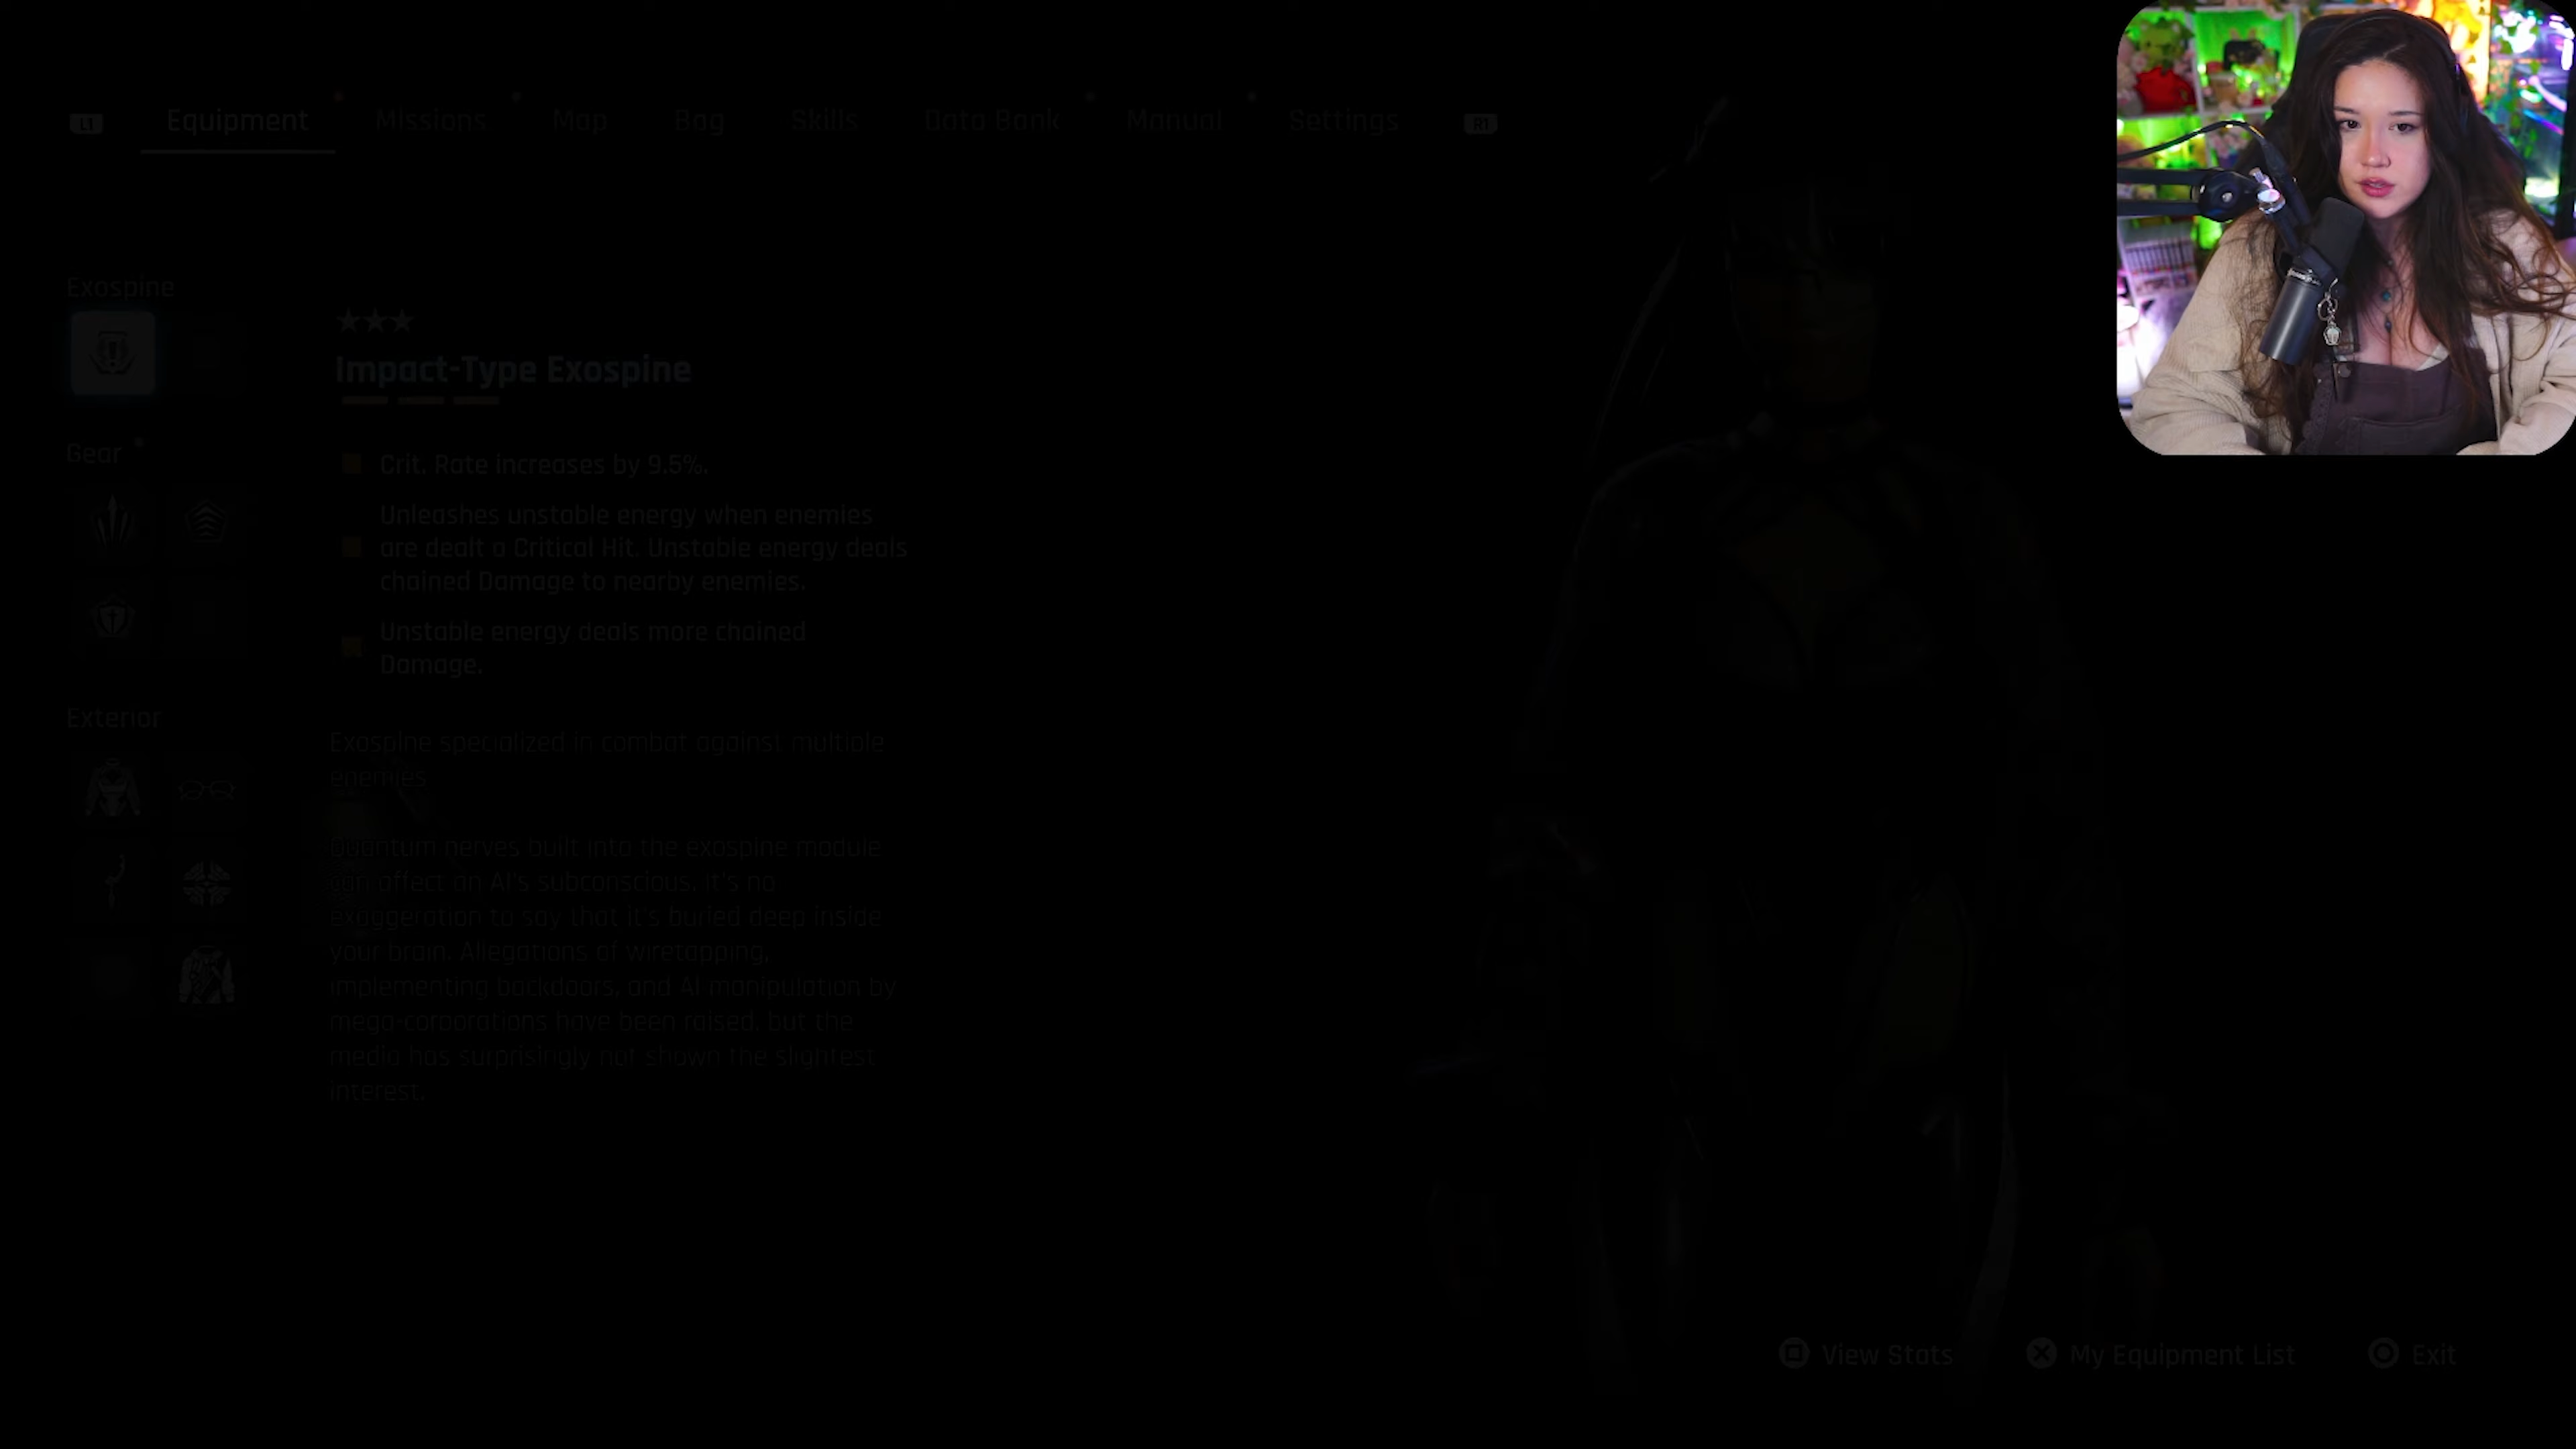 L1 Equipment Missions Map Bag Skills Data Bank Manual Settings R1
Exospine
Impact-Type Exospine
Gear
Crit. Rate increases by 9.5%.
Unleashes unstable energy when enemies
are dealt a Critical Hit. Unstable energy deals
chained Damage to nearby enemies.
Unstable energy deals more chained
Damage.
Exterior
Exospine specialized in combat against multiple
enemies
Quantum nerves built into the exospine module
can affect an AI's subconscious. It's no
exaggeration to say that it's buried deep inside
your brain. Allegations of wiretapping,
implementing backdoors, and AI manipulation by
mega-corporations have been raised, but the
media has surprisingly not shown the slightest
interest.
View Stats My Equipment List Exit